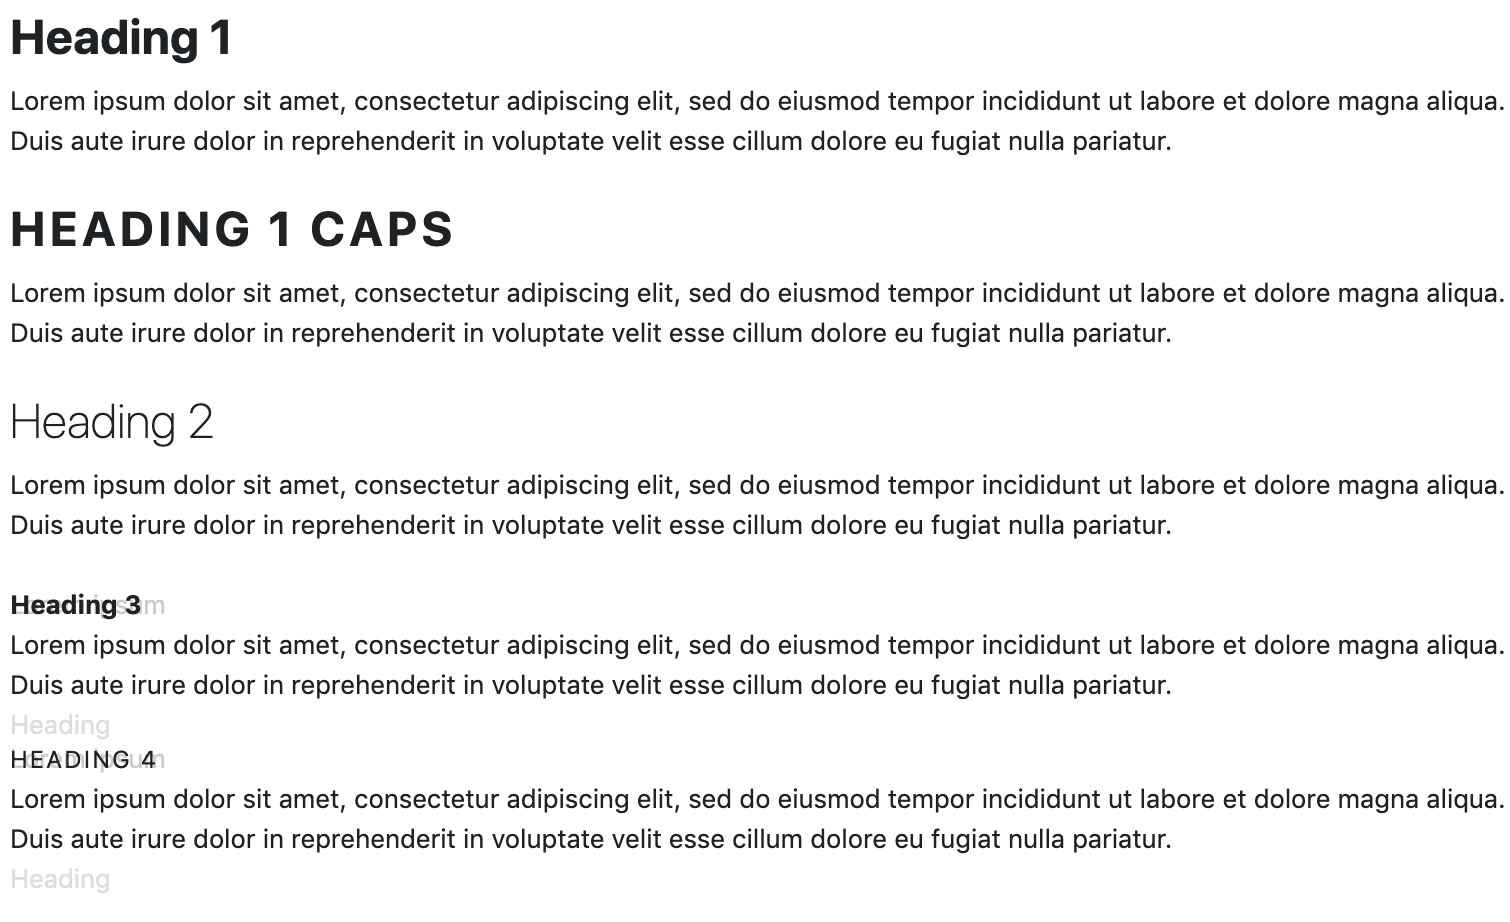 Heading 1
Lorem ipsum dolor sit amet, consectetur adipiscing elit, sed do eiusmod tempor incididunt ut labore et dolore magna aliqua.
Duis aute irure dolor in reprehenderit in voluptate velit esse cillum dolore eu fugiat nulla pariatur.
HEADING 1 CAPS
Lorem ipsum dolor sit amet, consectetur adipiscing elit, sed do eiusmod tempor incididunt ut labore et dolore magna aliqua.
Duis aute irure dolor in reprehenderit in voluptate velit esse cillum dolore eu fugiat nulla pariatur.
Heading 2
Lorem ipsum dolor sit amet, consectetur adipiscing elit, sed do eiusmod tempor incididunt ut labore et dolore magna aliqua.
Duis aute irure dolor in reprehenderit in voluptate velit esse cillum dolore eu fugiat nulla pariatur.
Heading 3
Lorem ipsum
Lorem ipsum dolor sit amet, consectetur adipiscing elit, sed do eiusmod tempor incididunt ut labore et dolore magna aliqua.
Duis aute irure dolor in reprehenderit in voluptate velit esse cillum dolore eu fugiat nulla pariatur.
Heading
HEADING 4
Lorem ipsum
Lorem ipsum dolor sit amet, consectetur adipiscing elit, sed do eiusmod tempor incididunt ut labore et dolore magna aliqua.
Duis aute irure dolor in reprehenderit in voluptate velit esse cillum dolore eu fugiat nulla pariatur.
Heading